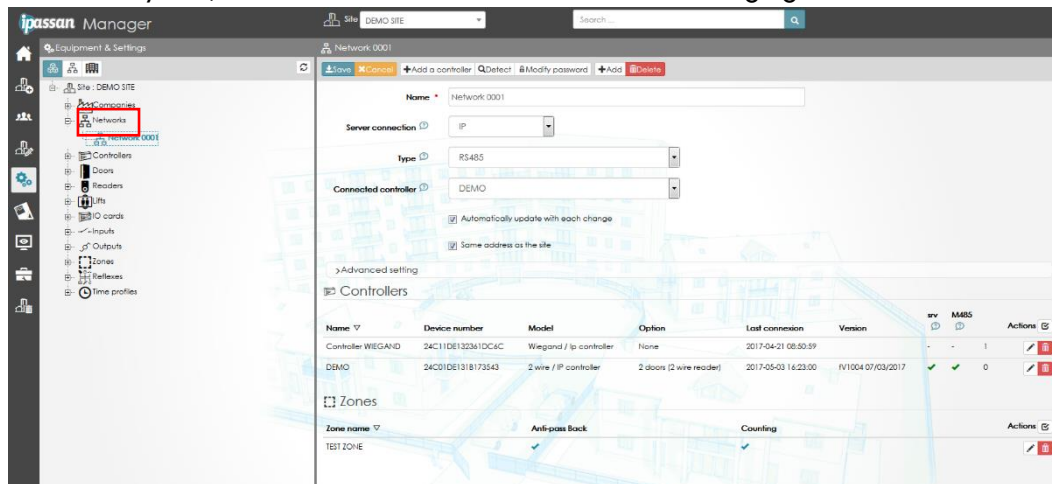 ipassan Manager
Site DEMO SITE
Search ...
Equipment & Settings
Network 0001
Save Cancel Add a controller Detect Modify password Add Delete
Site : DEMO SITE
Companies
Networks
Network 0001
Controllers
Doors
Readers
Lifts
IO cards
Inputs
Outputs
Zones
Reflexes
Time profiles
Name * Network 0001
Server connection IP
Type RS485
Connected controller DEMO
Automatically update with each change
Same address as the site
>Advanced setting
Controllers
Name Device number Model Option Last connexion Version srv M485 Actions
Controller WIEGAND 24C11DE132361DC6C Wiegand / Ip controller None 2017-04-21 08:50:59 - - 1
DEMO 24C01DE131B173543 2 wire / IP controller 2 doors (2 wire reader) 2017-05-03 16:23:00 fV1004 07/03/2017 0
Zones
Zone name Anti-pass Back Counting Actions
TEST ZONE